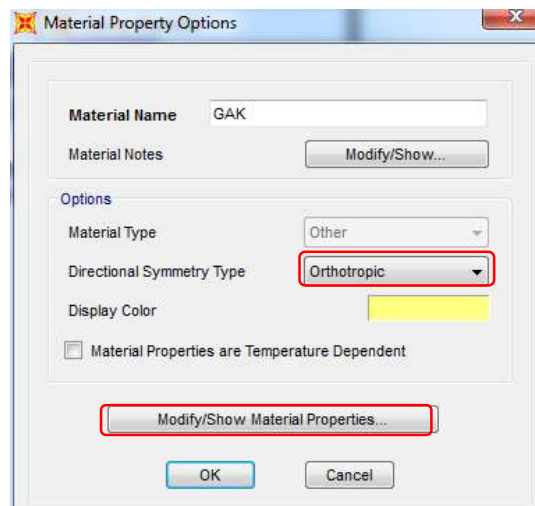 Material Property Options
Material Name GAK
Material Notes Modify/Show...
Options
Material Type Other
Directional Symmetry Type Orthotropic
Display Color
Material Properties are Temperature Dependent
Modify/Show Material Properties...
OK Cancel